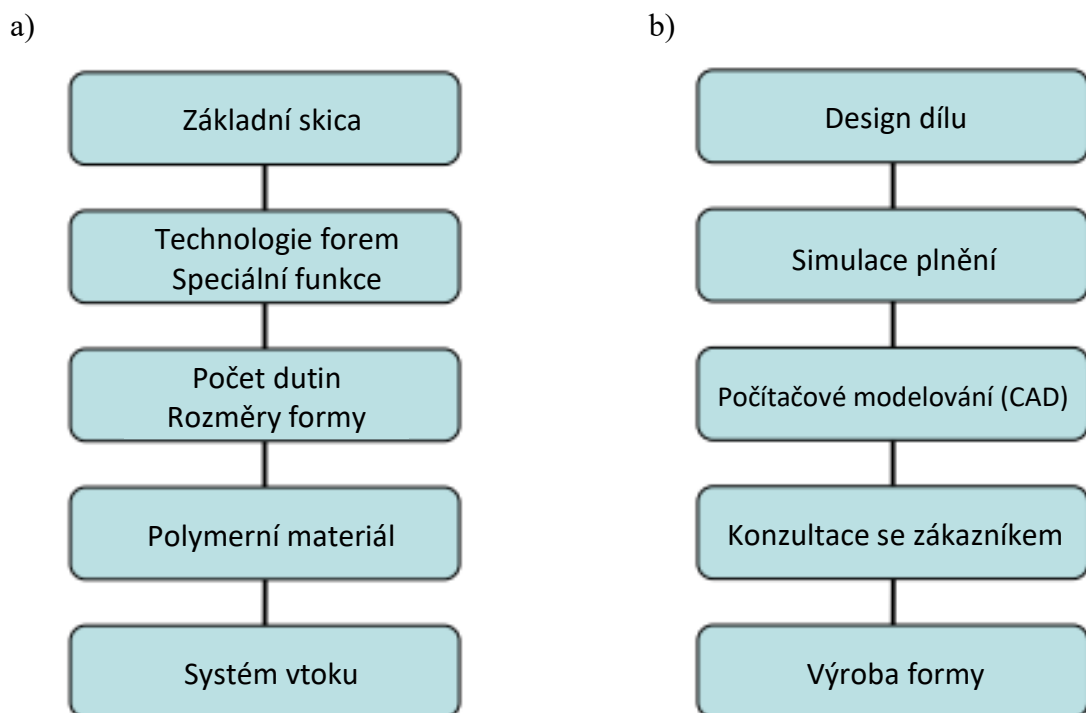 a)
Základní skica
Technologie forem
Speciální funkce
Počet dutin
Rozměry formy
Polymerní materiál
Systém vtoku
b)
Design dílu
Simulace plnění
Počítačové modelování (CAD)
Konzultace se zákazníkem
Výroba formy